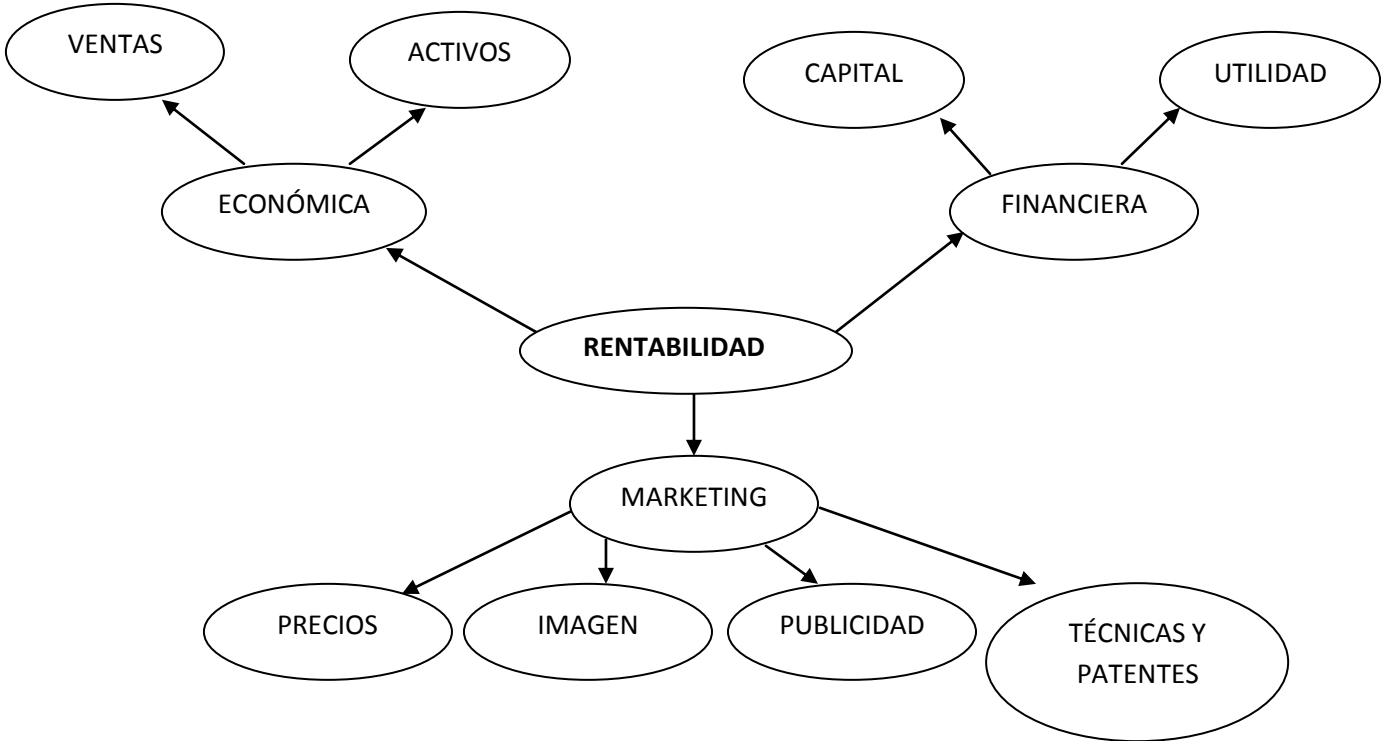 VENTAS
ACTIVOS
CAPITAL
UTILIDAD
ECONÓMICA
FINANCIERA
RENTABILIDAD
MARKETING
PRECIOS
IMAGEN
PUBLICIDAD
TÉCNICAS Y
PATENTES